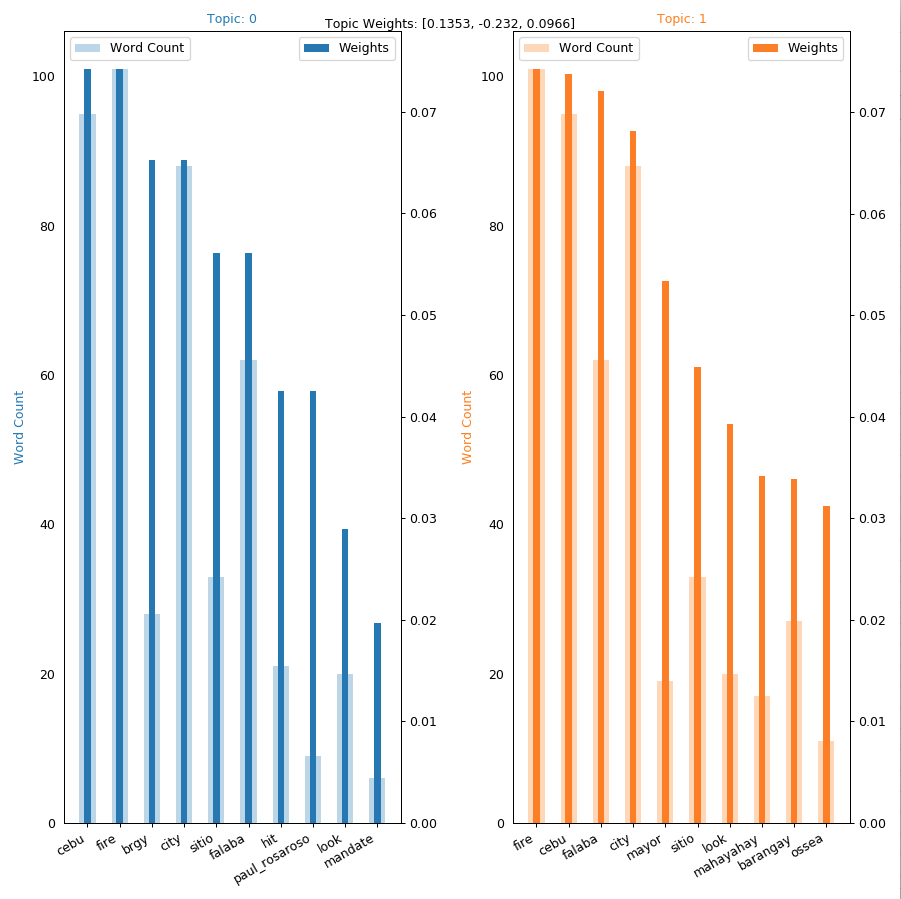 Topic Weights: [0.1353, -0.232, 0.0966]
Topic: 0
Word Count
Weights
100
80
60
40
20
0
Word Count
0.07
0.06
0.05
0.04
0.03
0.02
0.01
0.00
cebu
fire
brgy
city
sitio
falaba
hit
paul_rosaroso
look
mandate
Topic: 1
Word Count
Weights
100
80
60
40
20
0
Word Count
0.07
0.06
0.05
0.04
0.03
0.02
0.01
0.00
fire
cebu
falaba
city
mayor
sitio
look
mahayahay
barangay
ossea